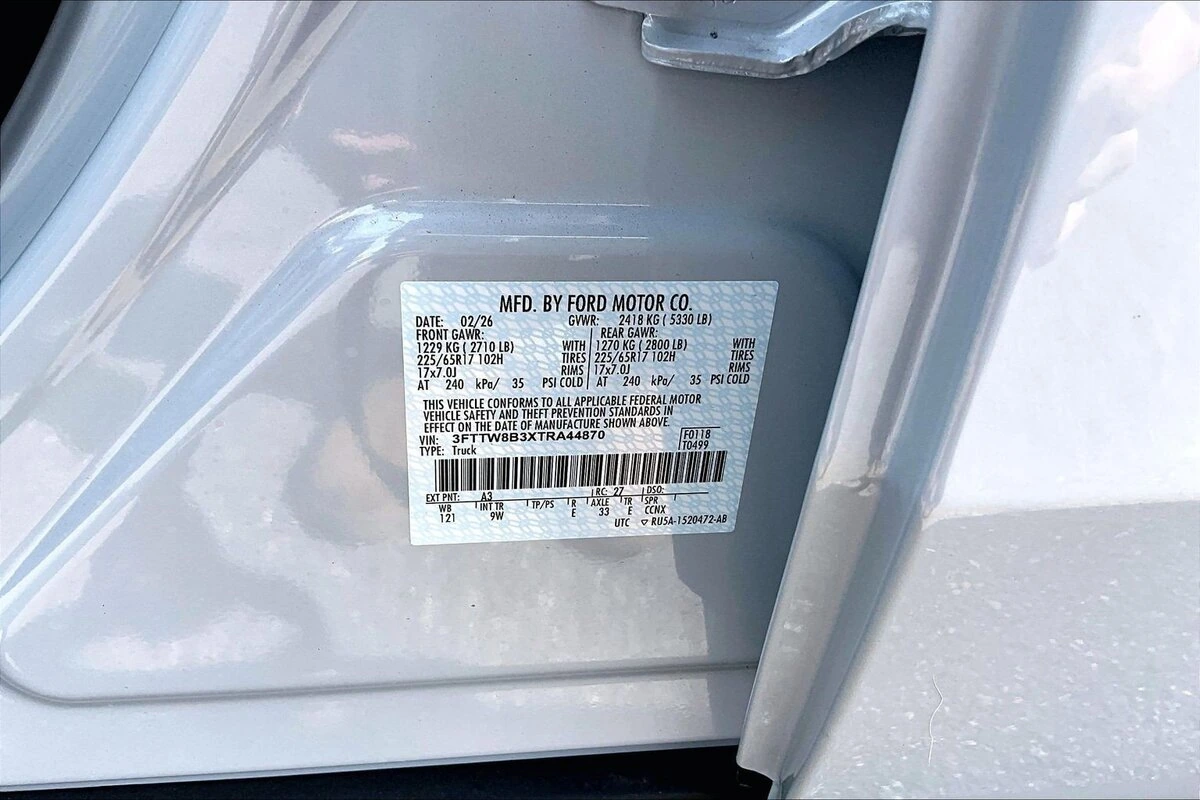 MFD. BY FORD MOTOR CO.
DATE: 02/26 GVWR: 2418 KG ( 5330 LB)
FRONT GAWR: REAR GAWR:
1229 KG ( 2710 LB) WITH 1270 KG ( 2800 LB) WITH
225/65R17 102H TIRES 225/65R17 102H TIRES
17x7.0J RIMS 17x7.0J RIMS
AT 240 kPa/ 35 PSI COLD AT 240 kPa/ 35 PSI COLD
THIS VEHICLE CONFORMS TO ALL APPLICABLE FEDERAL MOTOR
VEHICLE SAFETY AND THEFT PREVENTION STANDARDS IN
EFFECT ON THE DATE OF MANUFACTURE SHOWN ABOVE.
VIN: 3FTTW8B3XTRA44870 F0118
TYPE: Truck T0499
EXT PNT: A3 RC: 27 DSO:
WB INT TR TP/PS R AXLE TR SPR
121 9W E 33 E CCNX
UTC ▽ RU5A-1520472-AB